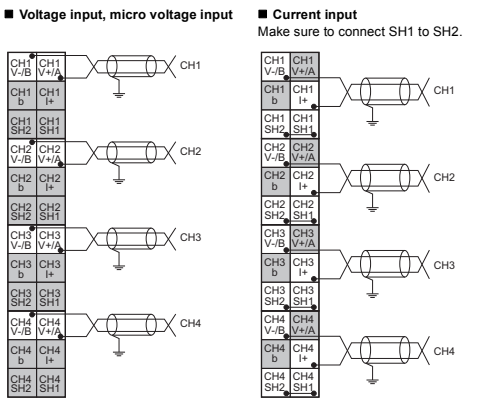 ■ Voltage input, micro voltage input
CH1 CH1
V-/B V+/A
CH1 CH1
b I+
CH1 CH1
SH2 SH1
CH2 CH2
V-/B V+/A
CH2 CH2
b I+
CH2 CH2
SH2 SH1
CH3 CH3
V-/B V+/A
CH3 CH3
b I+
CH3 CH3
SH2 SH1
CH4 CH4
V-/B V+/A
CH4 CH4
b I+
CH4 CH4
SH2 SH1
CH1
CH2
CH3
CH4
■ Current input
Make sure to connect SH1 to SH2.
CH1 CH1
V-/B V+/A
CH1 CH1
b I+
CH1 CH1
SH2 SH1
CH2 CH2
V-/B V+/A
CH2 CH2
b I+
CH2 CH2
SH2 SH1
CH3 CH3
V-/B V+/A
CH3 CH3
b I+
CH3 CH3
SH2 SH1
CH4 CH4
V-/B V+/A
CH4 CH4
b I+
CH4 CH4
SH2 SH1
CH1
CH2
CH3
CH4